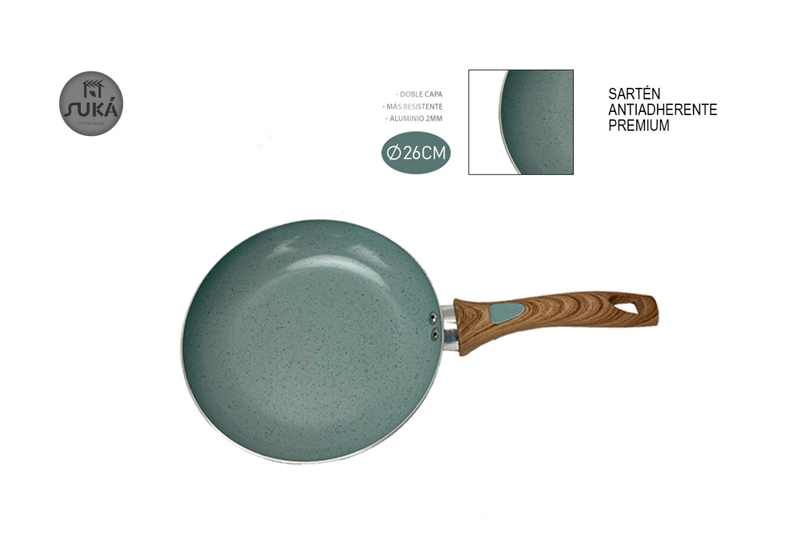 SUKÁ
- DOBLE CAPA
- MÁS RESISTENTE
- ALUMINIO 2MM
Ø26CM
SARTÉN
ANTIADHERENTE
PREMIUM